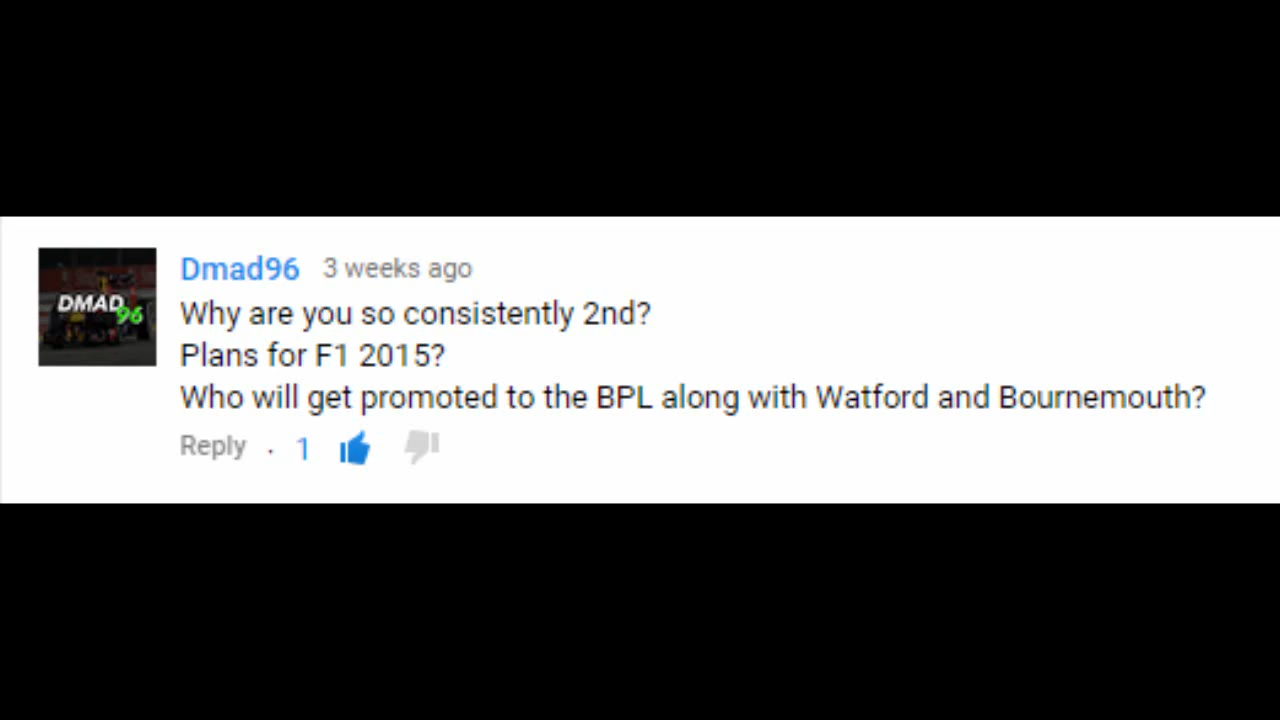 DMAD
96
Dmad96 3 weeks ago
Why are you so consistently 2nd?
Plans for F1 2015?
Who will get promoted to the BPL along with Watford and Bournemouth?
Reply . 1